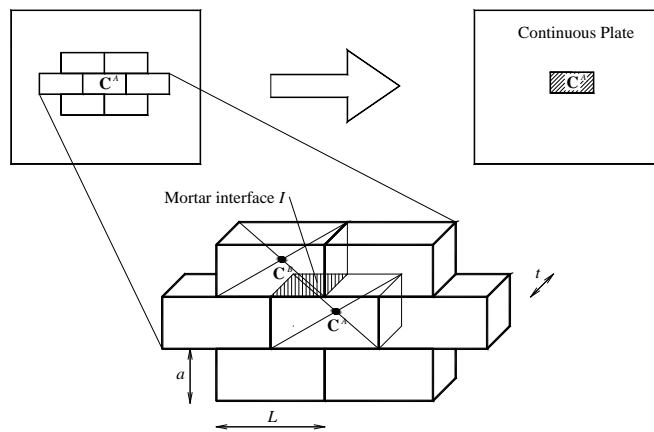 Continuous Plate
C^A
C^A
Mortar interface I
C^B
t
C^A
a
L